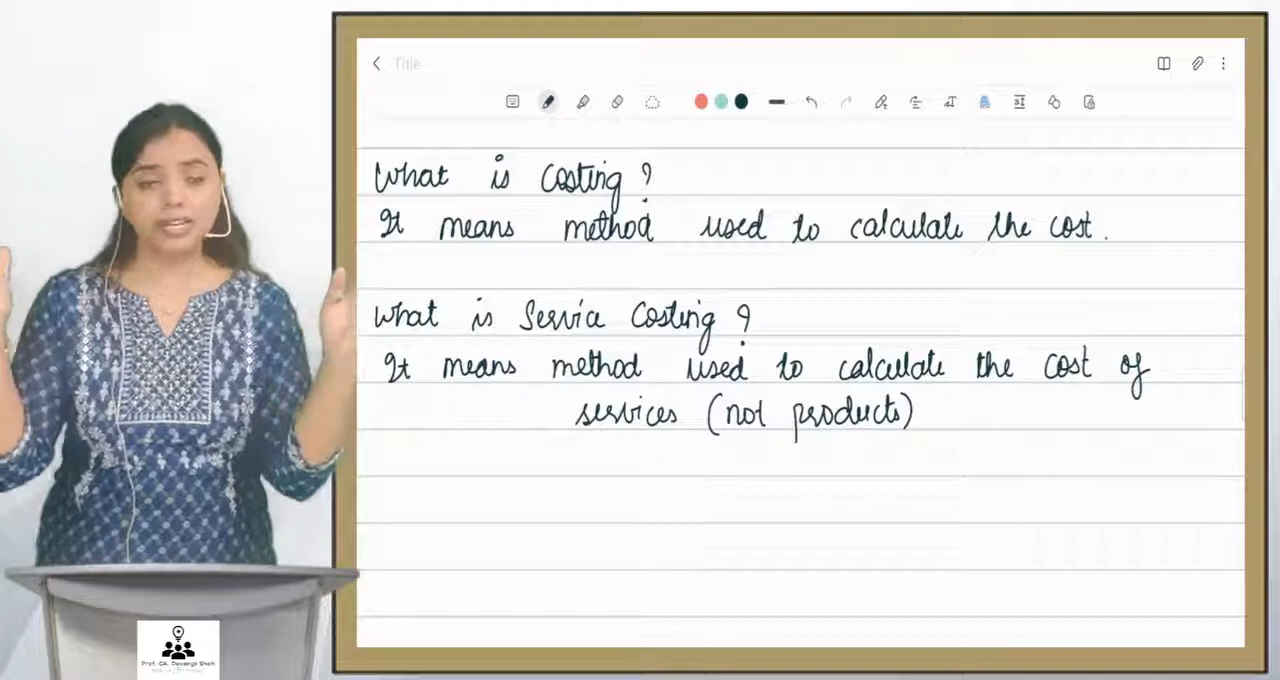 Title
What is Costing?
It means method used to calculate the cost.
What is Service Costing?
It means method used to calculate the cost of
services (not products)
Prof. CA. Devangi Shah